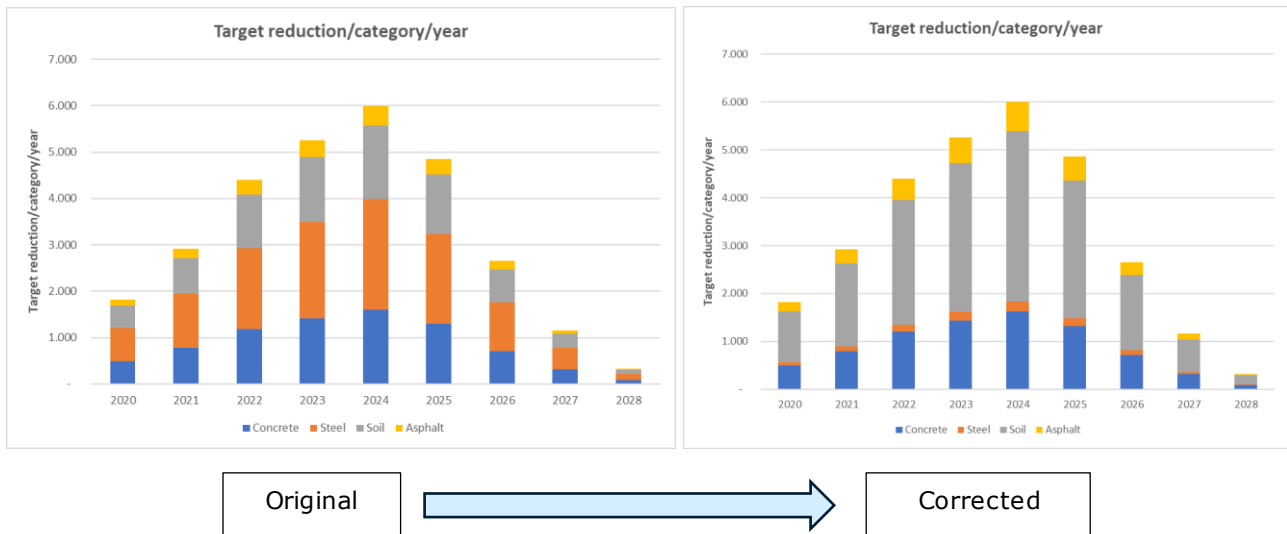 Target reduction/category/year
Target reduction/category/year
7.000
6.000
5.000
4.000
3.000
2.000
1.000
-
2020 2021 2022 2023 2024 2025 2026 2027 2028
Concrete Steel Soil Asphalt
Target reduction/category/year
Target reduction/category/year
7.000
6.000
5.000
4.000
3.000
2.000
1.000
-
2020 2021 2022 2023 2024 2025 2026 2027 2028
Concrete Steel Soil Asphalt
Original
Corrected